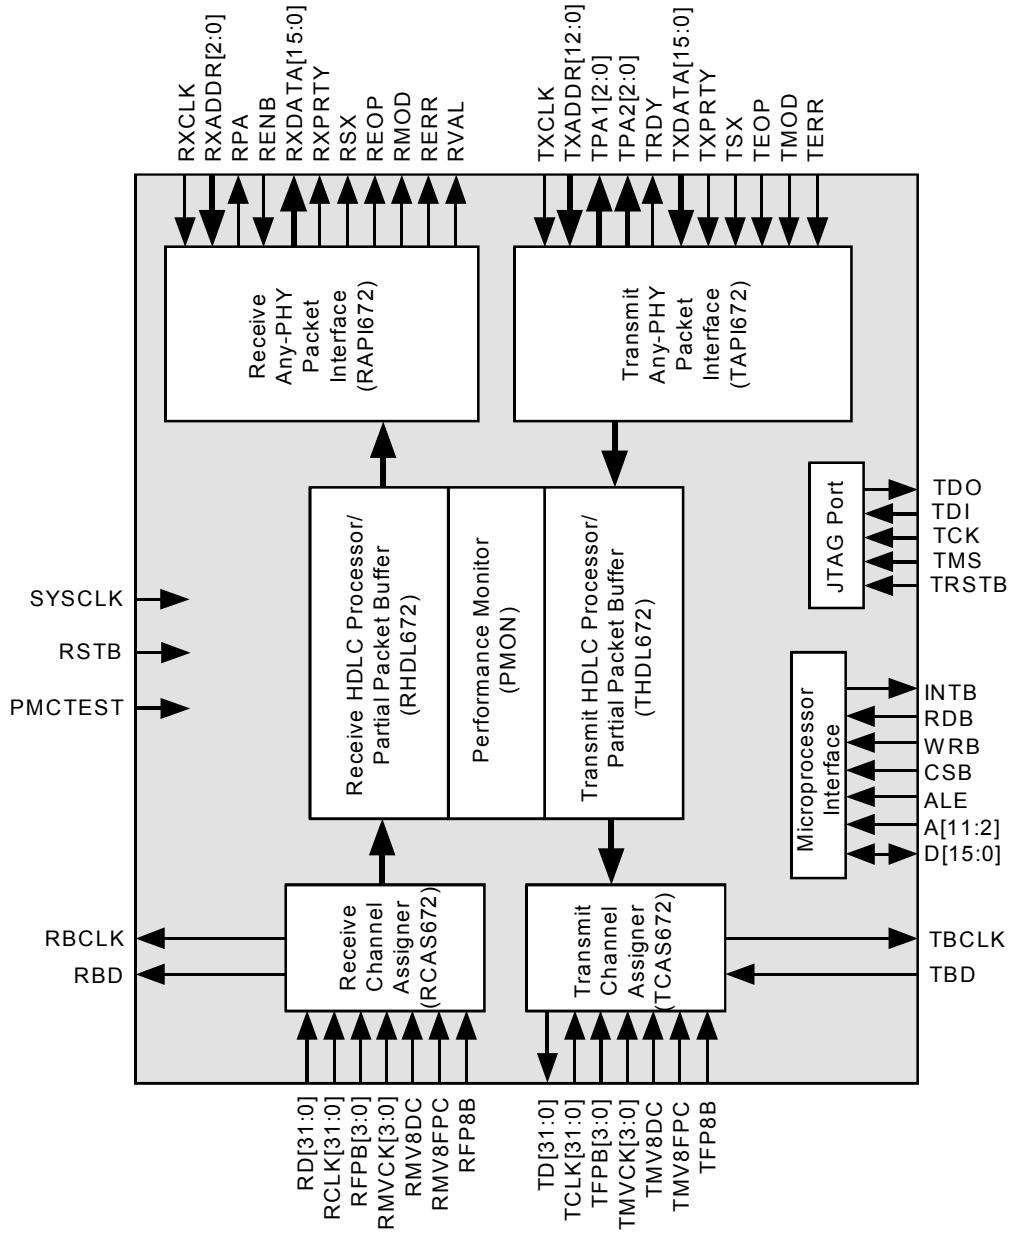 RXCLK
RXADDR[2:0]
RPA
RENB
RXDATA[15:0]
RXPRTY
RSX
REOP
RMOD
RERR
RVAL
TXCLK
TXADDR[12:0]
TPA1[2:0]
TPA2[2:0]
TRDY
TXDATA[15:0]
TXPRTY
TSX
TEOP
TMOD
TERR
Receive
Any-PHY
Packet
Interface
(RAPI672)
Transmit
Any-PHY
Packet
Interface
(TAPI672)
SYSCLK
RSTB
PMCTEST
Receive HDLC Processor/
Partial Packet Buffer
(RHDL672)
Performance Monitor
(PMON)
Transmit HDLC Processor/
Partial Packet Buffer
(THDL672)
JTAG Port
TDO
TDI
TCK
TMS
TRSTB
Microprocessor
Interface
INTB
RDB
WRB
CSB
ALE
A[11:2]
D[15:0]
RBCLK
RBD
Receive
Channel
Assigner
(RCAS672)
Transmit
Channel
Assigner
(TCAS672)
TBCLK
TBD
RD[31:0]
RCLK[31:0]
RFPB[3:0]
RMVCK[3:0]
RMV8DC
RMV8FPC
RFP8B
TD[31:0]
TCLK[31:0]
TFPB[3:0]
TMVCK[3:0]
TMV8DC
TMV8FPC
TFP8B